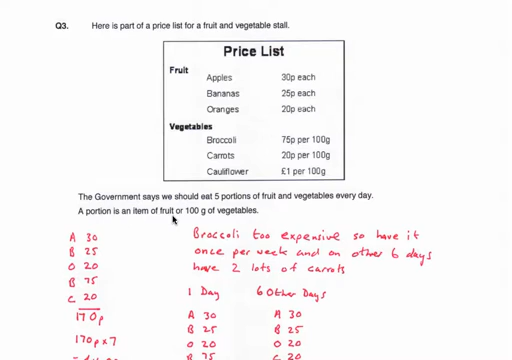 Q3. Here is part of a price list for a fruit and vegetable stall.
Price List
Fruit
Apples 30p each
Bananas 25p each
Oranges 20p each
Vegetables
Broccoli 75p per 100g
Carrots 20p per 100g
Cauliflower £1 per 100g
The Government says we should eat 5 portions of fruit and vegetables every day.
A portion is an item of fruit or 100 g of vegetables.
A 30
B 25
O 20
B 75
C 20
170p
170p x 7
Broccoli too expensive so have it
once per week and on other 6 days
have 2 lots of carrots
1 Day 6 Other Days
A 30 A 30
B 25 B 25
O 20 O 20
B 75 C 20